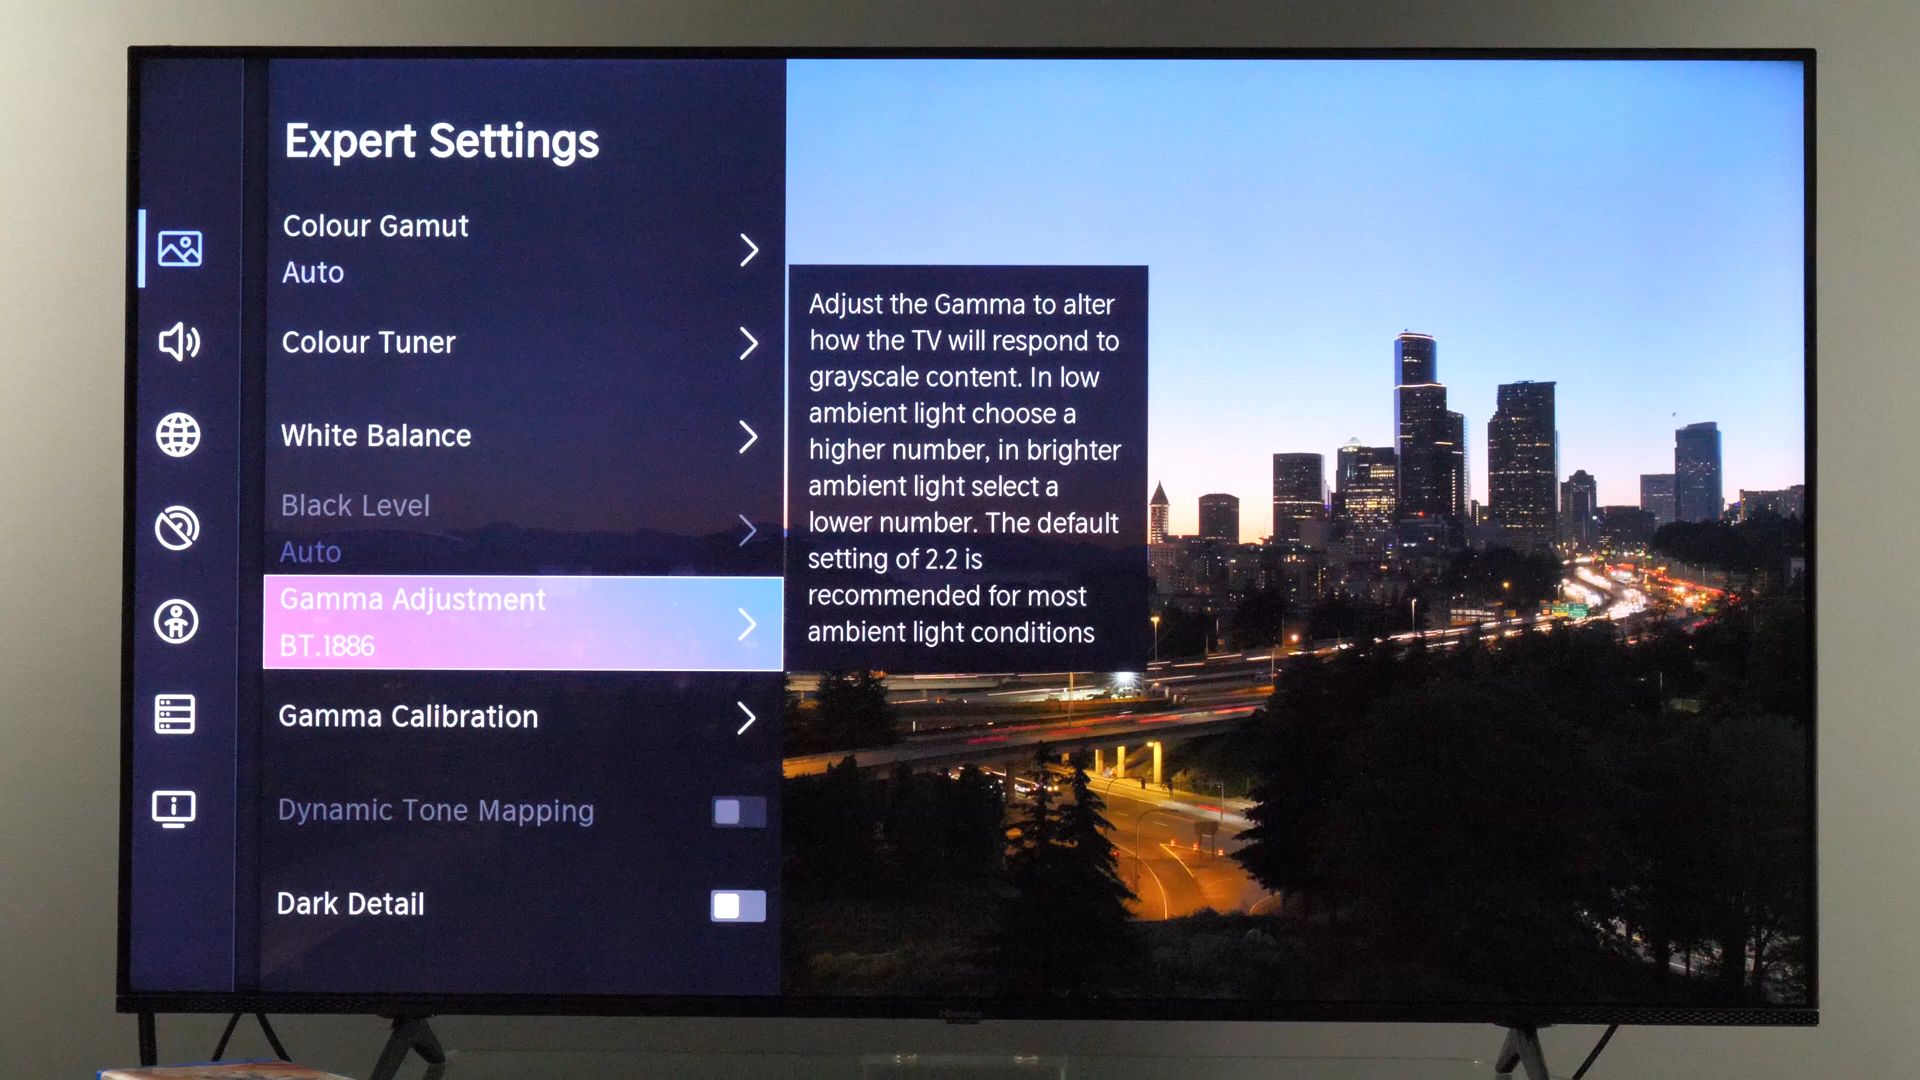 Expert Settings
Colour Gamut
Auto
Colour Tuner
White Balance
Black Level
Auto
Gamma Adjustment
BT.1886
Gamma Calibration
Dynamic Tone Mapping
Dark Detail
Adjust the Gamma to alter
how the TV will respond to
grayscale content. In low
ambient light choose a
higher number, in brighter
ambient light select a
lower number. The default
setting of 2.2 is
recommended for most
ambient light conditions
Hisense